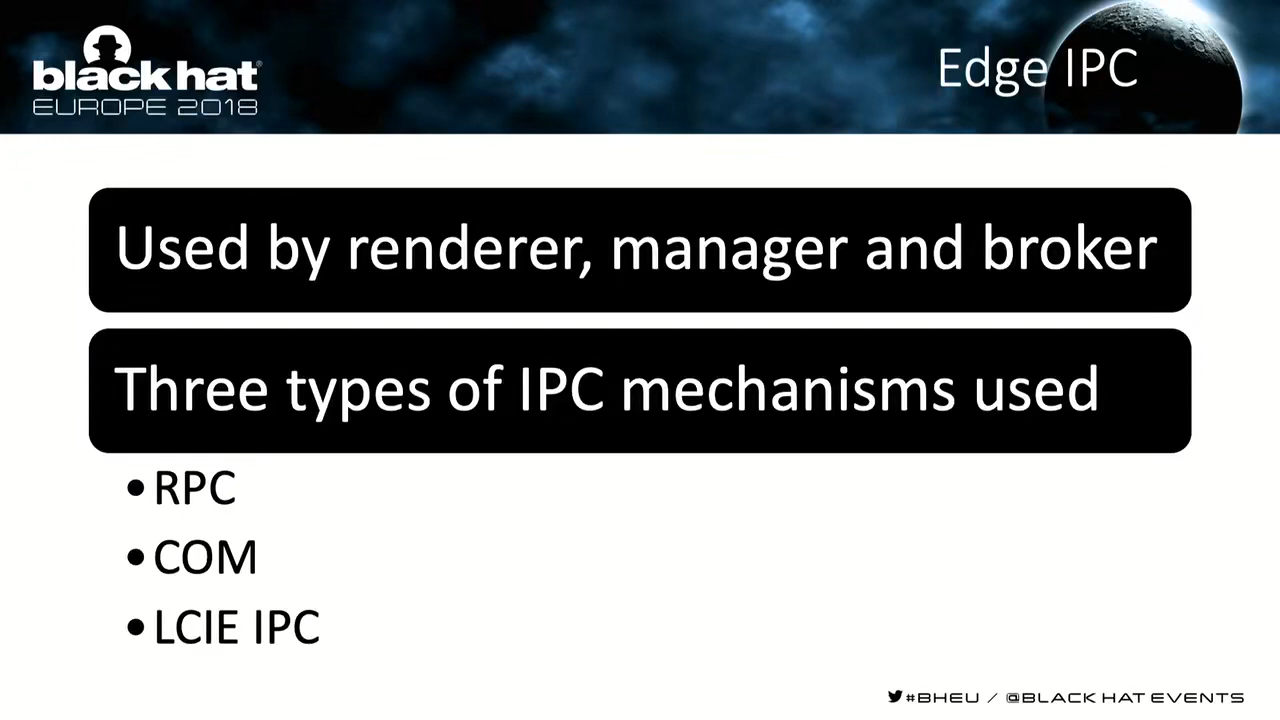 black hat
EUROPE 2018
Edge IPC
Used by renderer, manager and broker
Three types of IPC mechanisms used
•RPC
•COM
•LCIE IPC
#BHEU / @BLACK HAT EVENTS